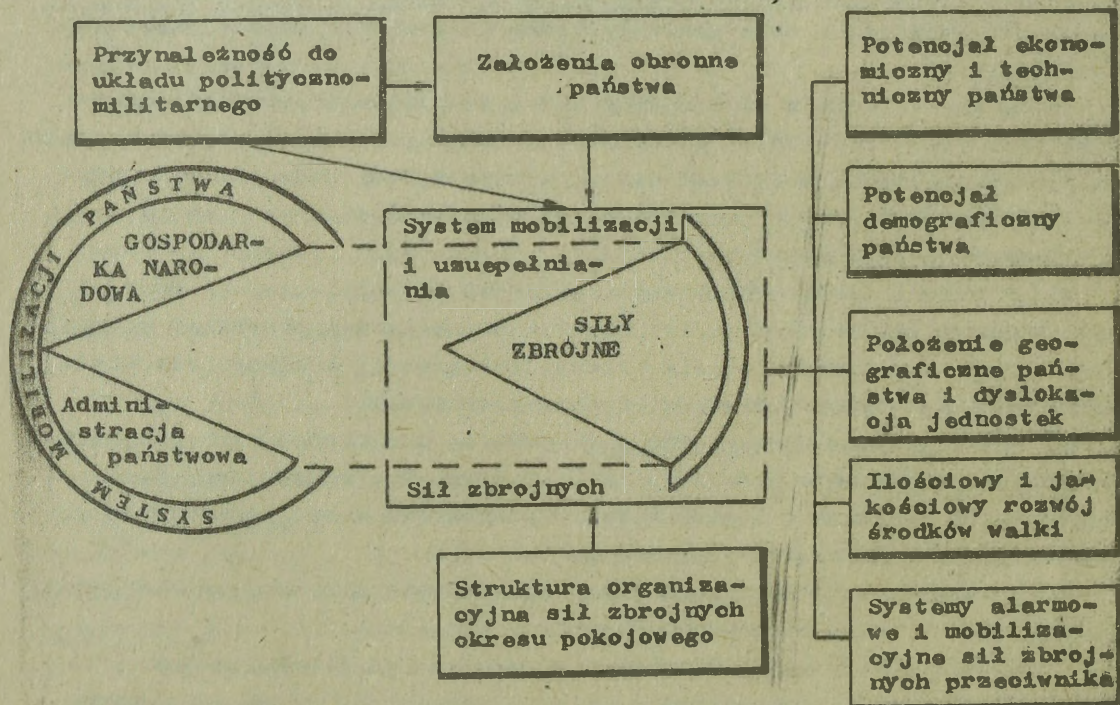 Przynależność do
układu polityczno-
militarnego
Założenia obronne
państwa
Potencjał ekono-
miczny i tech-
niczny państwa
Potencjał
demograficzny
państwa
Położenie geo-
graficzne pań-
stwa i dysloka-
cja jednostek
Ilościowy i ja-
kościowy rozwój
środków walki
Systemy alarmo-
we i mobiliza-
cyjne sił zbroj-
nych przeciwnika
SYSTEM MOBILIZACJI PAŃSTWA
GOSPODAR-
KA NARO-
DOWA
Admini-
stracja
państwowa
System mobilizacji
i uzuepełnia-
nia
SIŁY
ZBRÓJNE
Sił zbrojnych
Struktura organiza-
cyjna sił zbrojnych
okresu pokojowego